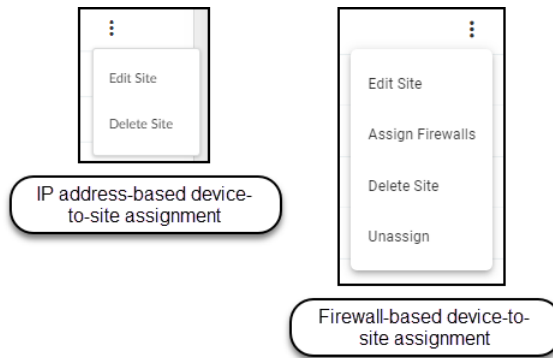 Edit Site
Delete Site
IP address-based device-
to-site assignment
Edit Site
Assign Firewalls
Delete Site
Unassign
Firewall-based device-to-
site assignment